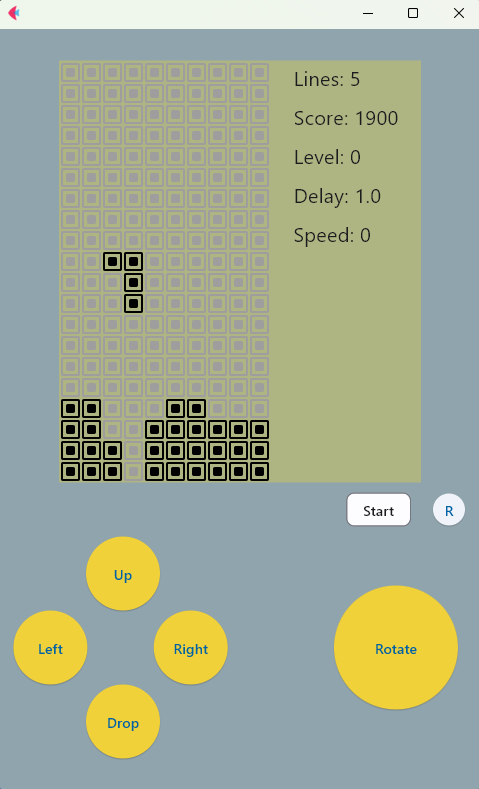 Lines: 5
Score: 1900
Level: 0
Delay: 1.0
Speed: 0
Start
R
Up
Left
Right
Rotate
Drop